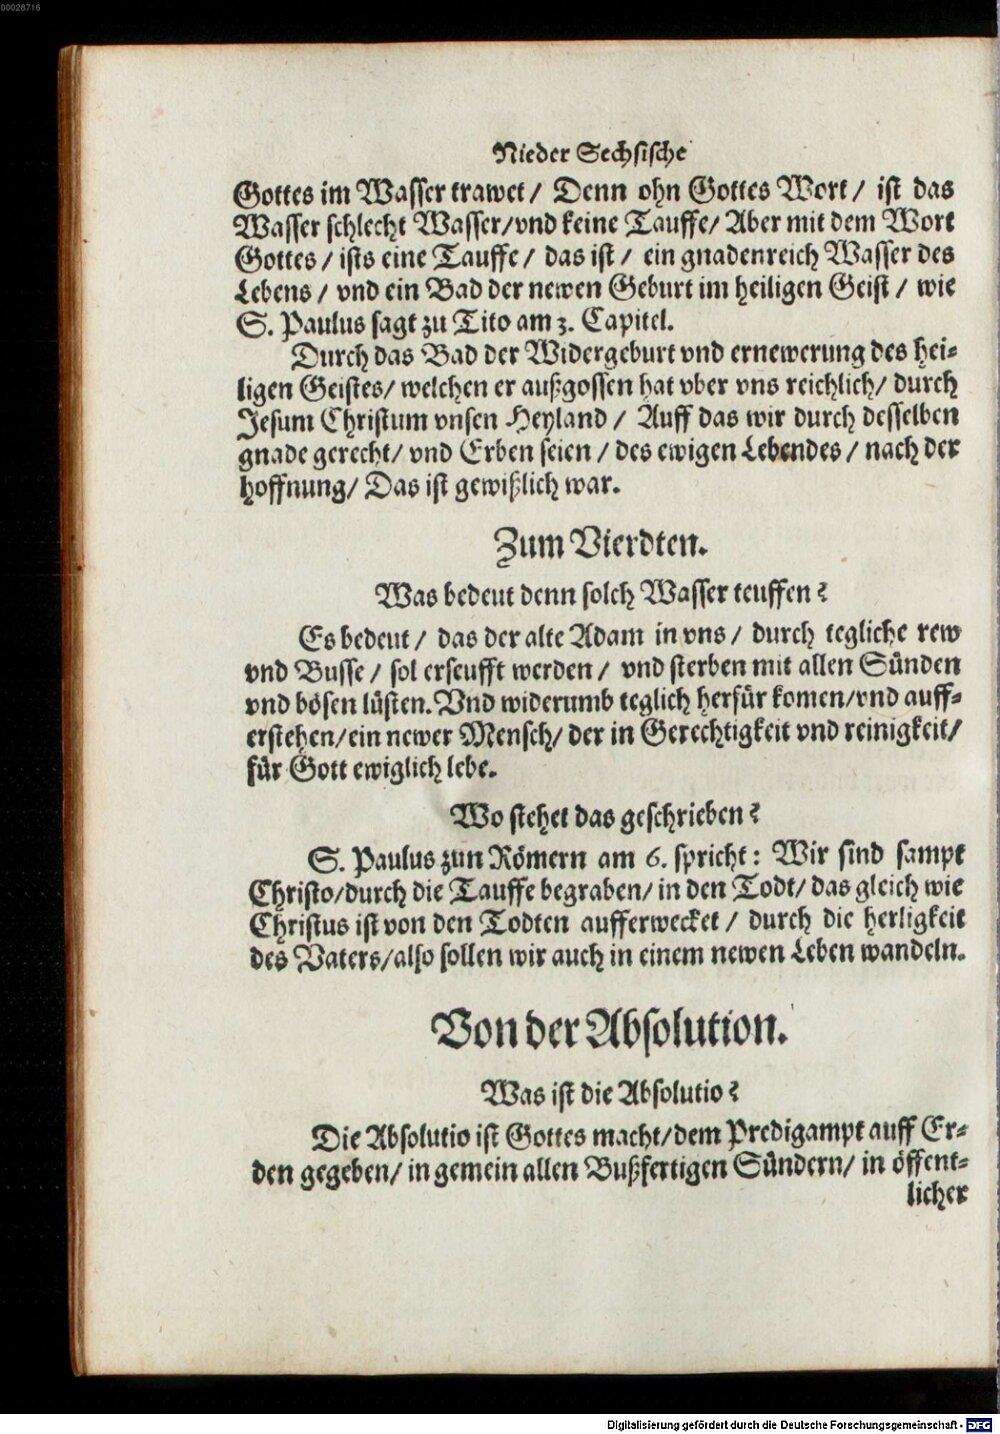 00028716
Nieder Sechsische
Gottes im Wasser trawet / Denn ohn Gottes Wort / ist das
Wasser schlecht Wasser/vnd keine Tauffe/ Aber mit dem Wort
Gottes / ists eine Tauffe / das ist / ein gnadenreich Wasser des
Lebens / vnd ein Bad der newen Geburt im heiligen Geist / wie
S. Paulus sagt zu Tito am 3. Capitel.
Durch das Bad der Widergeburt vnd ernewerung des hei-
ligen Geistes/ welchen er außgossen hat vber vns reichlich/ durch
Jesum Christum vnsen Heyland / Auff das wir durch desselben
gnade gerecht/ vnd Erben seien / des ewigen Lebendes / nach der
hoffnung/ Das ist gewißlich war.
Zum Vierdten.
Was bedeut denn solch Wasser teuffen?
Es bedeut / das der alte Adam in vns / durch tegliche rew
vnd Busse / sol erseufft werden / vnd sterben mit allen Sünden
vnd bösen lüsten. Vnd widerumb teglich herfür komen/vnd auff-
erstehen/ein newer Mensch/ der in Gerechtigkeit vnd reinigkeit/
für Gott ewiglich lebe.
Wo stehet das geschrieben?
S. Paulus zun Römern am 6. spricht: Wir sind sampt
Christo/durch die Tauffe begraben/ in den Todt/ das gleich wie
Christus ist von den Todten aufferwecket / durch die herligkeit
des Vaters/also sollen wir auch in einem newen Leben wandeln.
Von der Absolution.
Was ist die Absolutio?
Die Absolutio ist Gottes macht/dem Predigampt auff Er-
den gegeben/ in gemein allen Bußfertigen Sündern/ in öffent-
licher
Digitalisierung gefördert durch die Deutsche Forschungsgemeinschaft - DFG